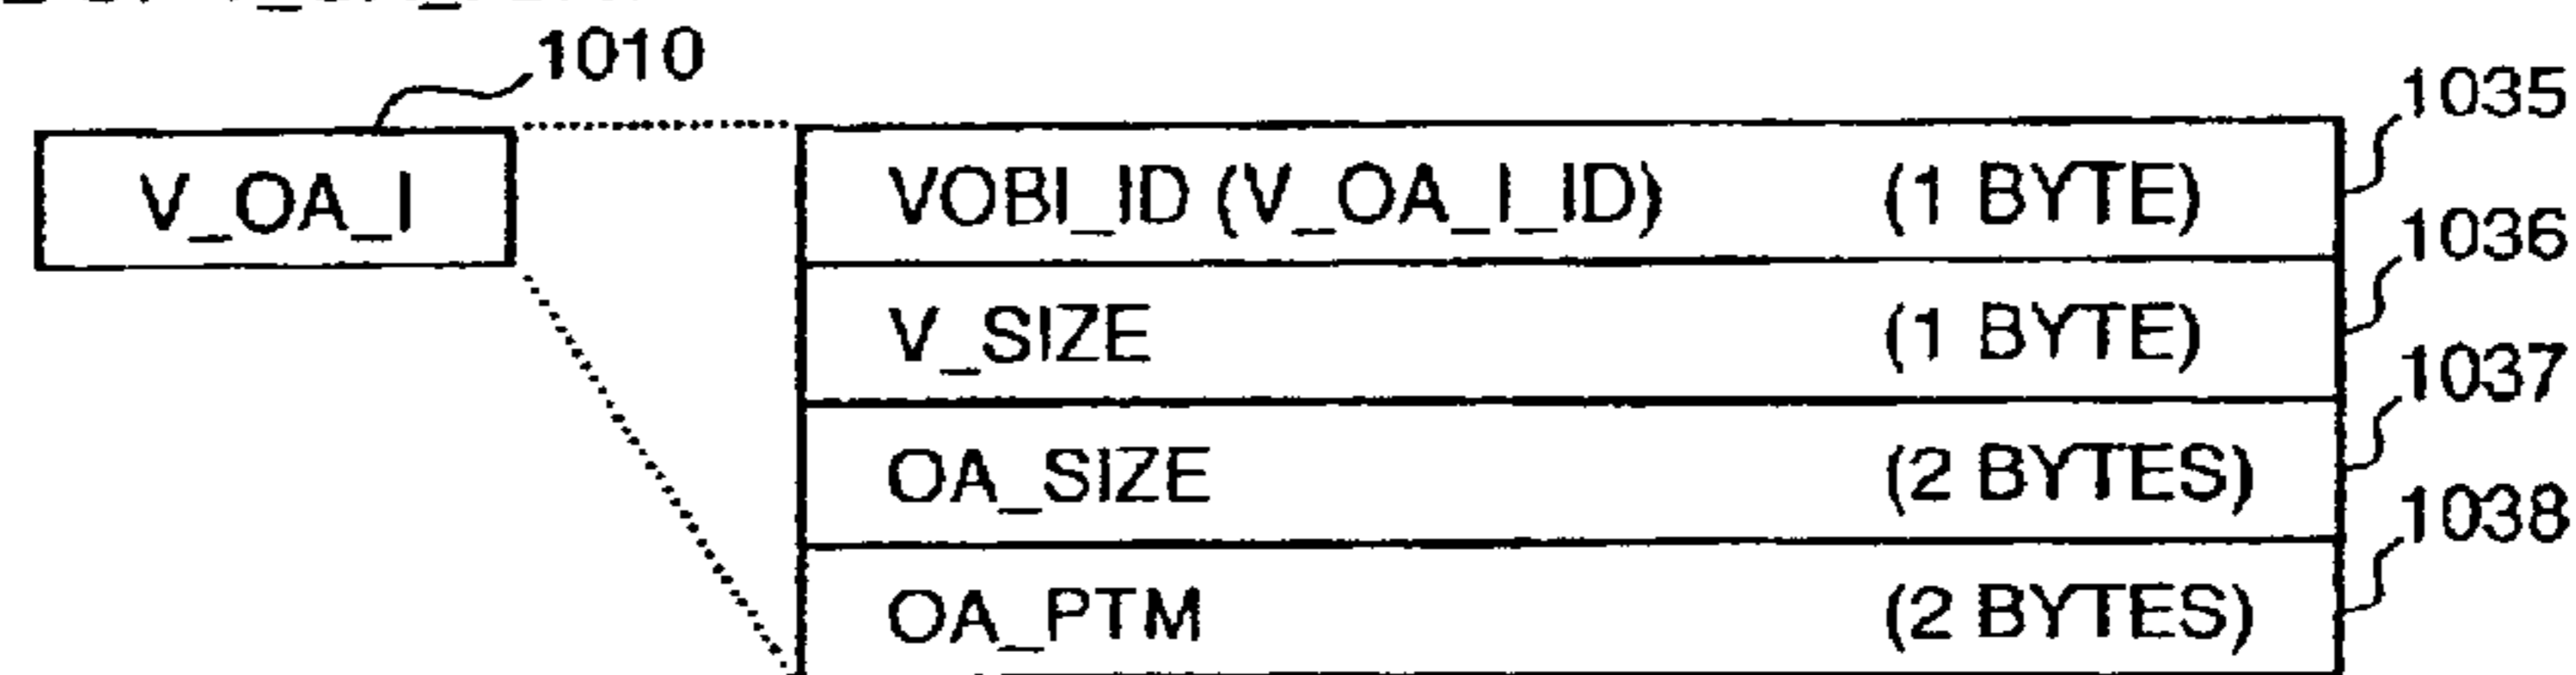 1010
V_OA_I
VOBI_ID (V_OA_I_ID) (1 BYTE) 1035
V_SIZE (1 BYTE) 1036
OA_SIZE (2 BYTES) 1037
OA_PTM (2 BYTES) 1038